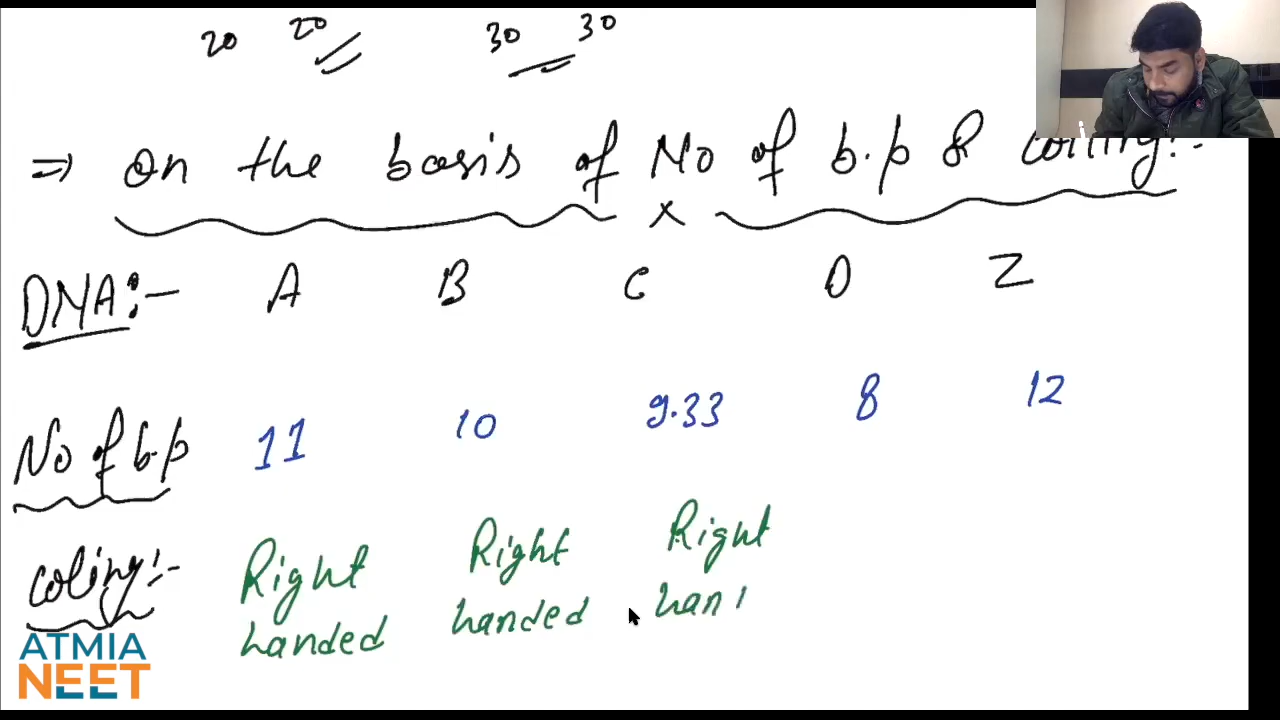 20 20 30 30
⇒ On the basis of No of b.p & coiling:-
x
DNA:- A B C D Z
No of b.p 11 10 9.33 8 12
coling:- Right Right Right
handed handed han
ATMIA
NEET